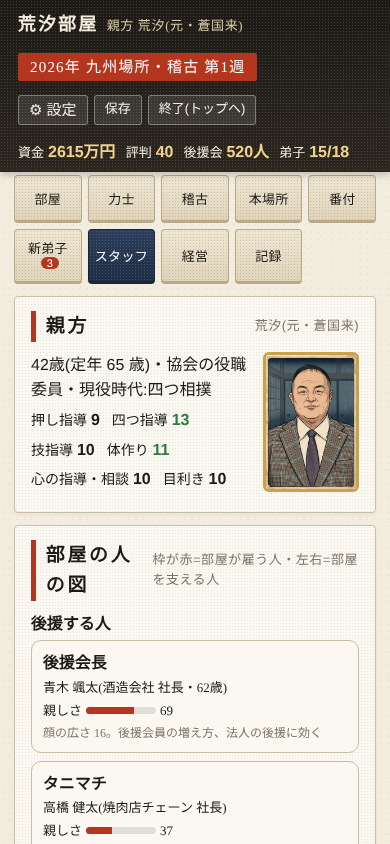 荒汐部屋 親方 荒汐(元・蒼国来)
2026年 九州場所・稽古 第1週
⚙ 設定 保存 終了(トップへ)
資金 2615万円 評判 40 後援会 520人 弟子 15/18
部屋 力士 稽古 本場所 番付
新弟子 3 スタッフ 経営 記録
親方 荒汐(元・蒼国来)
42歳(定年 65 歳)・協会の役職
委員・現役時代:四つ相撲
押し指導 9 四つ指導 13
技指導 10 体作り 11
心の指導・相談 10 目利き 10
部屋の人の図
枠が赤=部屋が雇う人・左右=部屋を支える人
後援する人
後援会長
青木 颯太(酒造会社 社長・62歳)
親しさ 69
顔の広さ 16。後援会員の増え方、法人の後援に効く
タニマチ
高橋 健太(焼肉店チェーン 社長)
親しさ 37